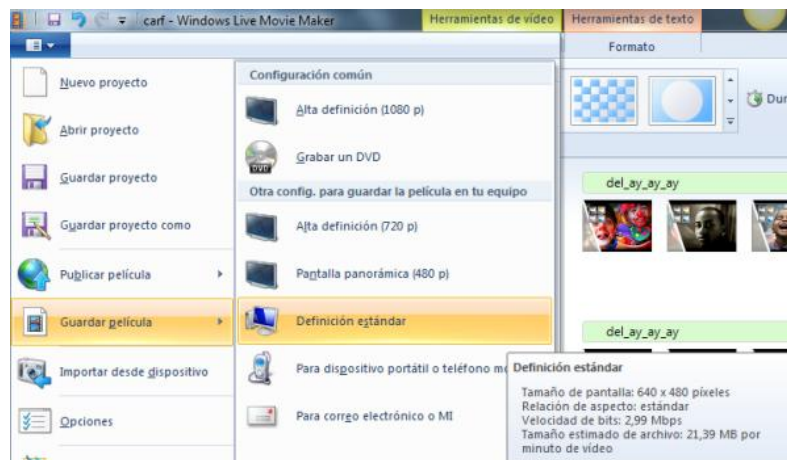 carf - Windows Live Movie Maker
Herramientas de vídeo
Herramientas de texto
Formato
Nuevo proyecto
Abrir proyecto
Guardar proyecto
Guardar proyecto como
Publicar película
Guardar película
Importar desde dispositivo
Opciones
Configuración común
Alta definición (1080 p)
Grabar un DVD
DVD
Otra config. para guardar la película en tu equipo
Alta definición (720 p)
Pantalla panorámica (480 p)
Definición estándar
Para dispositivo portátil o teléfono
Para correo electrónico o MI
Dur
del_ay_ay_ay
del_ay_ay_ay
Definición estándar
Tamaño de pantalla: 640 x 480 píxeles
Relación de aspecto: estándar
Velocidad de bits: 2,99 Mbps
Tamaño estimado de archivo: 21,39 MB por
minuto de vídeo